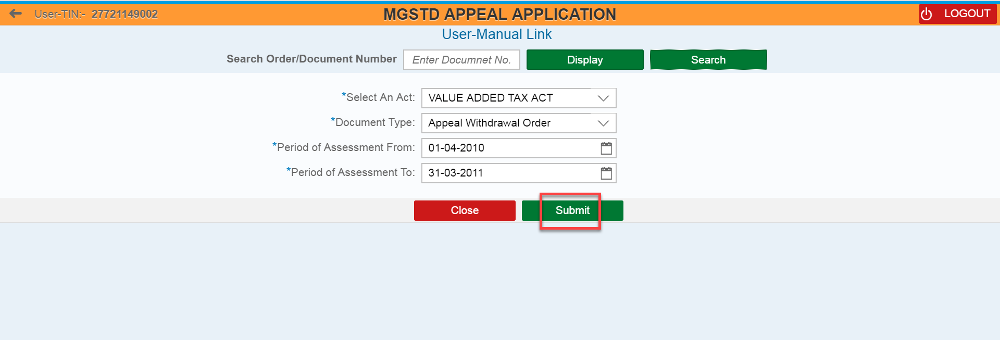 User-TIN:- 27721149002 MGSTD APPEAL APPLICATION LOGOUT
User-Manual Link
Search Order/Document Number Enter Documnet No. Display Search
*Select An Act: VALUE ADDED TAX ACT
*Document Type: Appeal Withdrawal Order
*Period of Assessment From: 01-04-2010
*Period of Assessment To: 31-03-2011
Close Submit